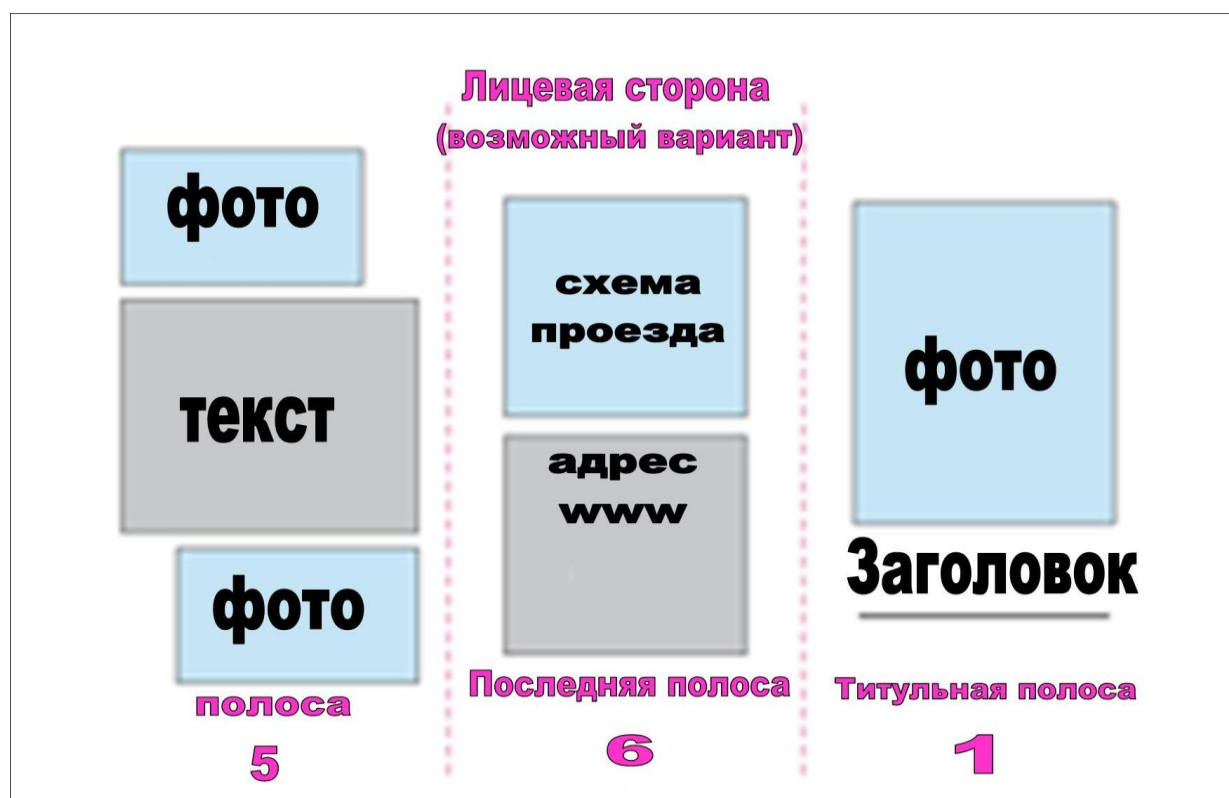 Лицевая сторона
(возможный вариант)
фото
текст
фото
полоса
5
схема
проезда
адрес
www
Последняя полоса
6
фото
Заголовок
Титульная полоса
1